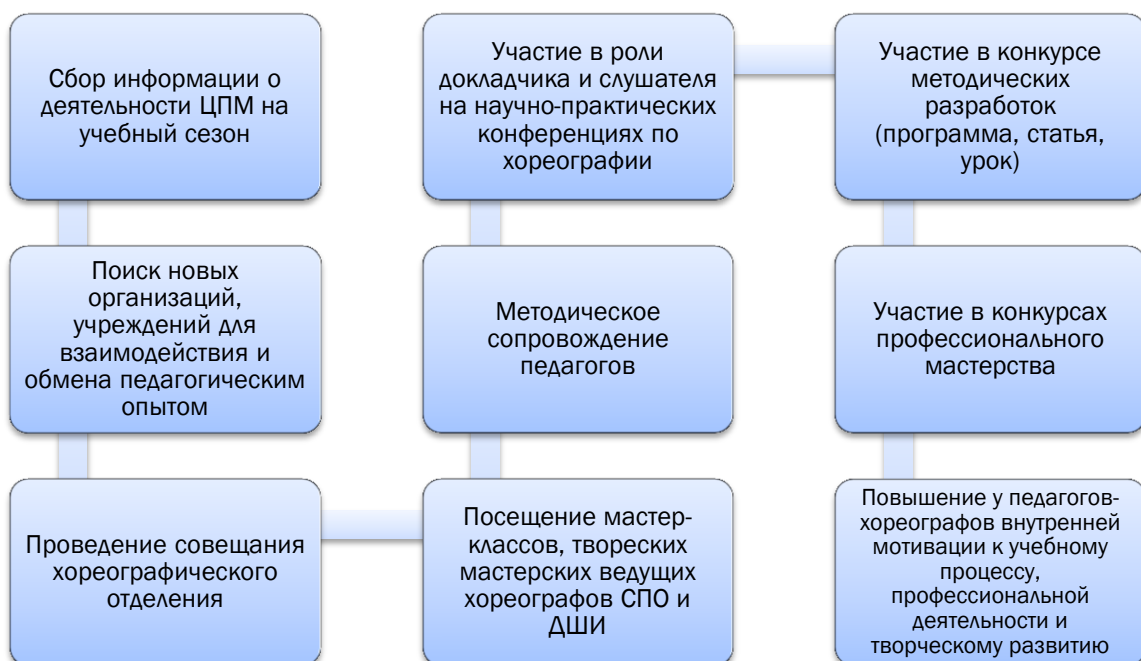 Сбор информации о
деятельности ЦПМ на
учебный сезон
Поиск новых
организаций,
учреждений для
взаимодействия и
обмена педагогическим
опытом
Проведение совещания
хореографического
отделения
Посещение мастер-
классов, твореских
мастерских ведущих
хореографов СПО и
ДШИ
Методическое
сопровождение
педагогов
Участие в роли
докладчика и слушателя
на научно-практических
конференциях по
хореографии
Участие в конкурсе
методических
разработок
(программа, статья,
урок)
Участие в конкурсах
профессионального
мастерства
Повышение у педагогов-
хореографов внутренней
мотивации к учебному
процессу,
профессиональной
деятельности и
творческому развитию